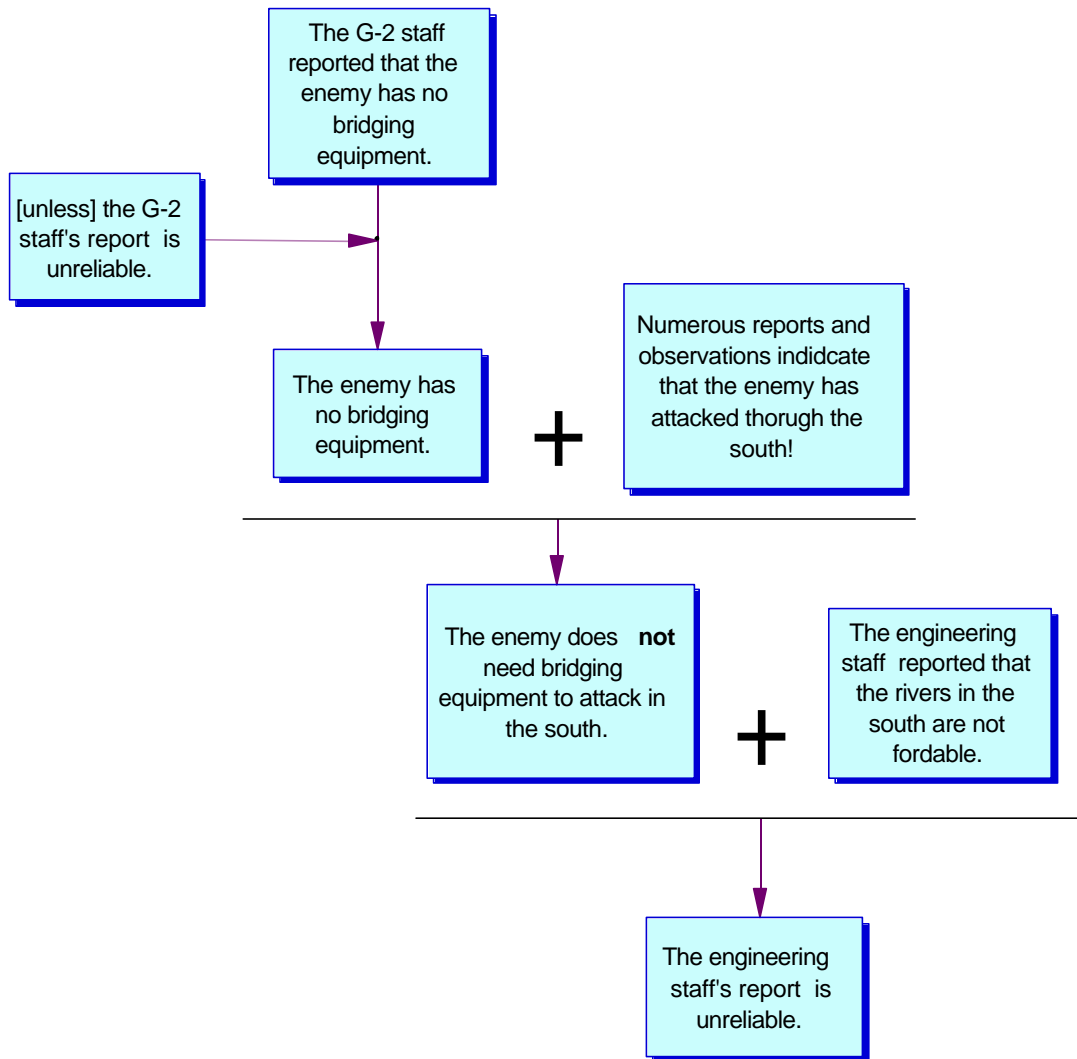 The G-2 staff
reported that the
enemy has no
bridging
equipment.
[unless] the G-2
staff's report is
unreliable.
The enemy has
no bridging
equipment.
+
Numerous reports and
observations indidcate
that the enemy has
attacked thorugh the
south!
The enemy does not
need bridging
equipment to attack in
the south.
+
The engineering
staff reported that
the rivers in the
south are not
fordable.
The engineering
staff's report is
unreliable.